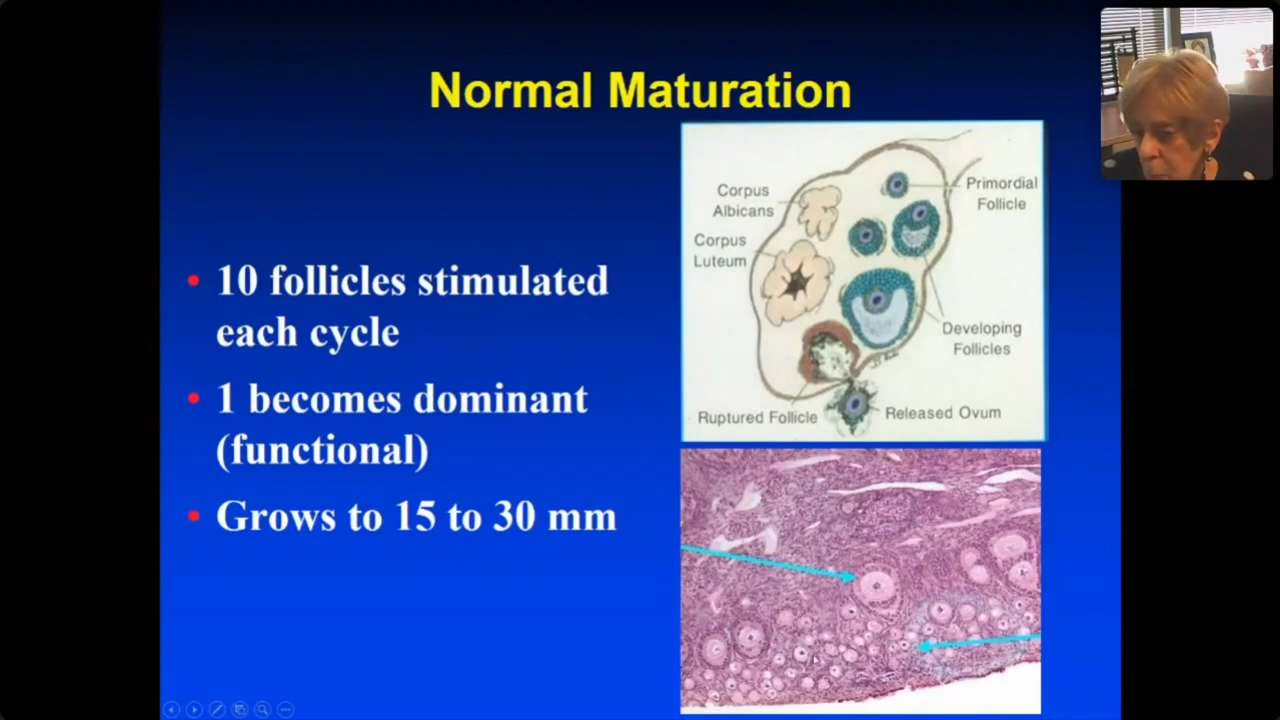 Normal Maturation
• 10 follicles stimulated
each cycle
• 1 becomes dominant
(functional)
• Grows to 15 to 30 mm
Corpus
Albicans
Corpus
Luteum
Primordial
Follicle
Developing
Follicles
Ruptured Follicle
Released Ovum